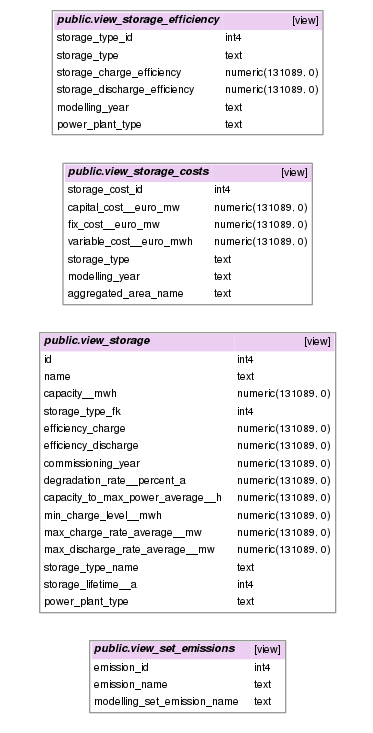 public.view_storage_efficiency [view]
storage_type_id int4
storage_type text
storage_charge_efficiency numeric(131089, 0)
storage_discharge_efficiency numeric(131089, 0)
modelling_year text
power_plant_type text
public.view_storage_costs [view]
storage_cost_id int4
capital_cost__euro_mw numeric(131089, 0)
fix_cost__euro_mw numeric(131089, 0)
variable_cost__euro_mwh numeric(131089, 0)
storage_type text
modelling_year text
aggregated_area_name text
public.view_storage [view]
id int4
name text
capacity__mwh numeric(131089, 0)
storage_type_fk int4
efficiency_charge numeric(131089, 0)
efficiency_discharge numeric(131089, 0)
commissioning_year numeric(131089, 0)
degradation_rate__percent_a numeric(131089, 0)
capacity_to_max_power_average__h numeric(131089, 0)
min_charge_level__mwh numeric(131089, 0)
max_charge_rate_average__mw numeric(131089, 0)
max_discharge_rate_average__mw numeric(131089, 0)
storage_type_name text
storage_lifetime__a int4
power_plant_type text
public.view_set_emissions [view]
emission_id int4
emission_name text
modelling_set_emission_name text